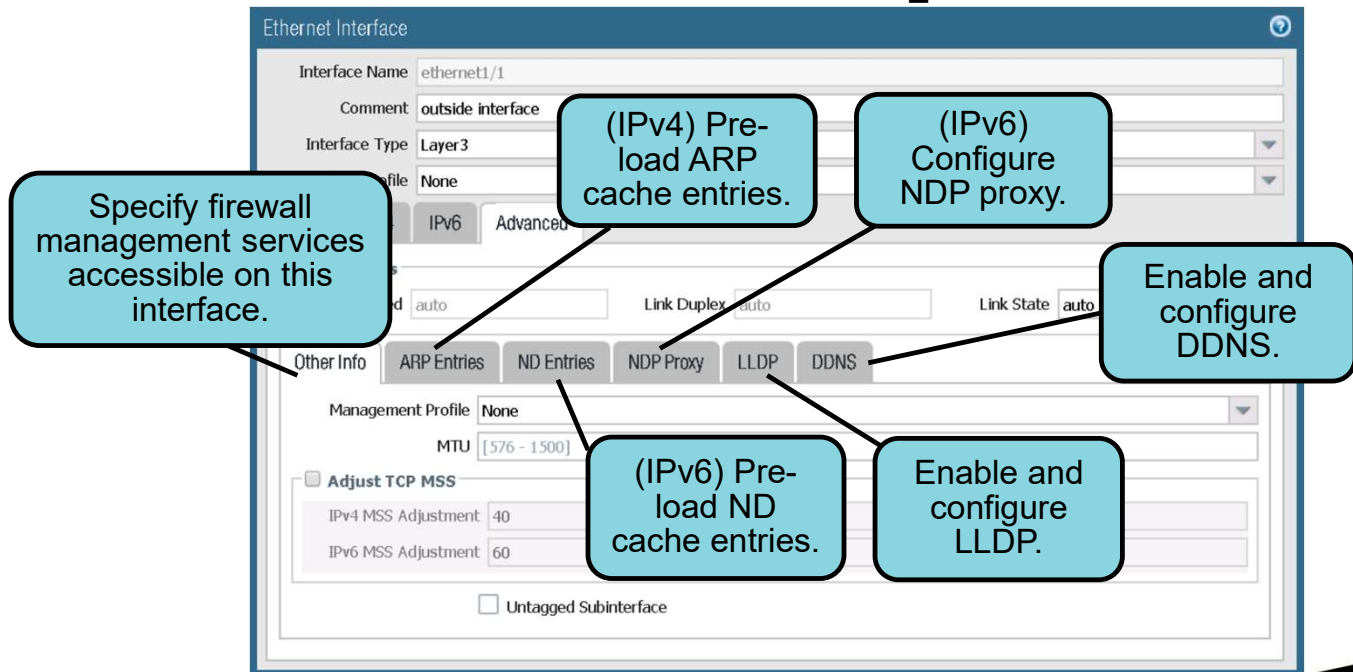 Ethernet Interface
Interface Name ethernet1/1
Comment outside interface
Interface Type Layer3
file None
(IPv4) Pre-
load ARP
cache entries.
(IPv6)
Configure
NDP proxy.
Specify firewall
management services
accessible on this
interface.
IPv6 Advanced
s
ed auto Link Duplex auto Link State auto
Enable and
configure
DDNS.
Other Info ARP Entries ND Entries NDP Proxy LLDP DDNS
Management Profile None
MTU [576 - 1500]
Adjust TCP MSS
IPv4 MSS Adjustment 40
IPv6 MSS Adjustment 60
(IPv6) Pre-
load ND
cache entries.
Enable and
configure
LLDP.
Untagged Subinterface